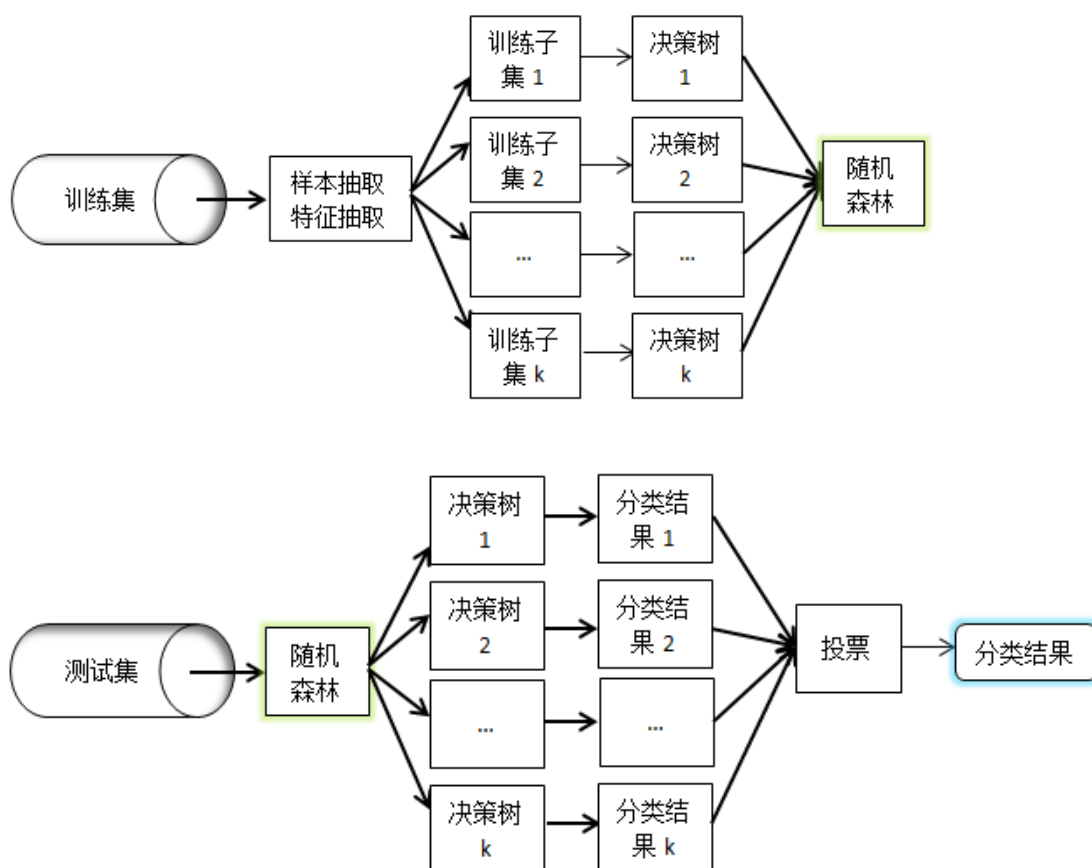 训练集
样本抽取
特征抽取
训练子
集 1
决策树
1
训练子
集 2
决策树
2
...
...
训练子
集 k
决策树
k
随机
森林
测试集
随机
森林
决策树
1
分类结
果 1
决策树
2
分类结
果 2
...
...
决策树
k
分类结
果 k
投票
分类结果